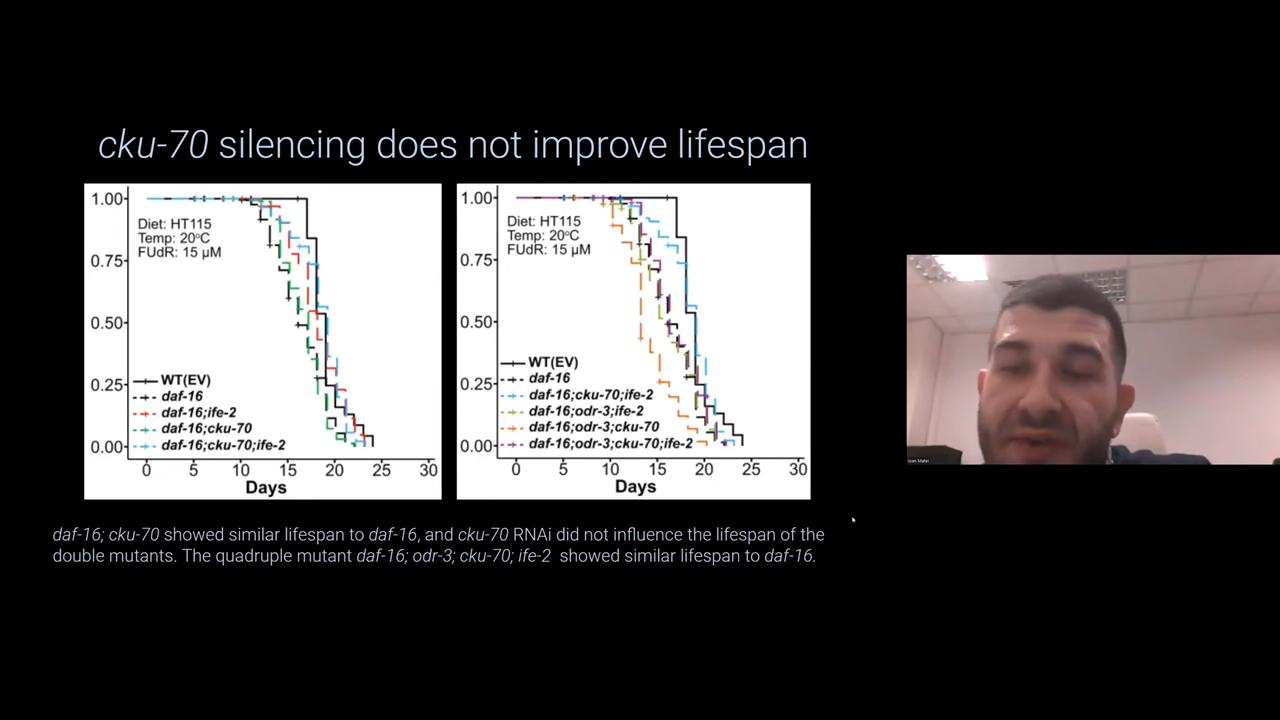 cku-70 silencing does not improve lifespan
1.00
0.75
0.50
0.25
0.00
Diet: HT115
Temp: 20°C
FUdR: 15 µM
WT(EV)
daf-16
daf-16;ife-2
daf-16;cku-70
daf-16;cku-70;ife-2
0 5 10 15 20 25 30
Days
1.00
0.75
0.50
0.25
0.00
Diet: HT115
Temp: 20°C
FUdR: 15 µM
WT(EV)
daf-16
daf-16;cku-70;ife-2
daf-16;odr-3;ife-2
daf-16;odr-3;cku-70
daf-16;odr-3;cku-70;ife-2
0 5 10 15 20 25 30
Days
daf-16; cku-70 showed similar lifespan to daf-16, and cku-70 RNAi did not influence the lifespan of the
double mutants. The quadruple mutant daf-16; odr-3; cku-70; ife-2 showed similar lifespan to daf-16.